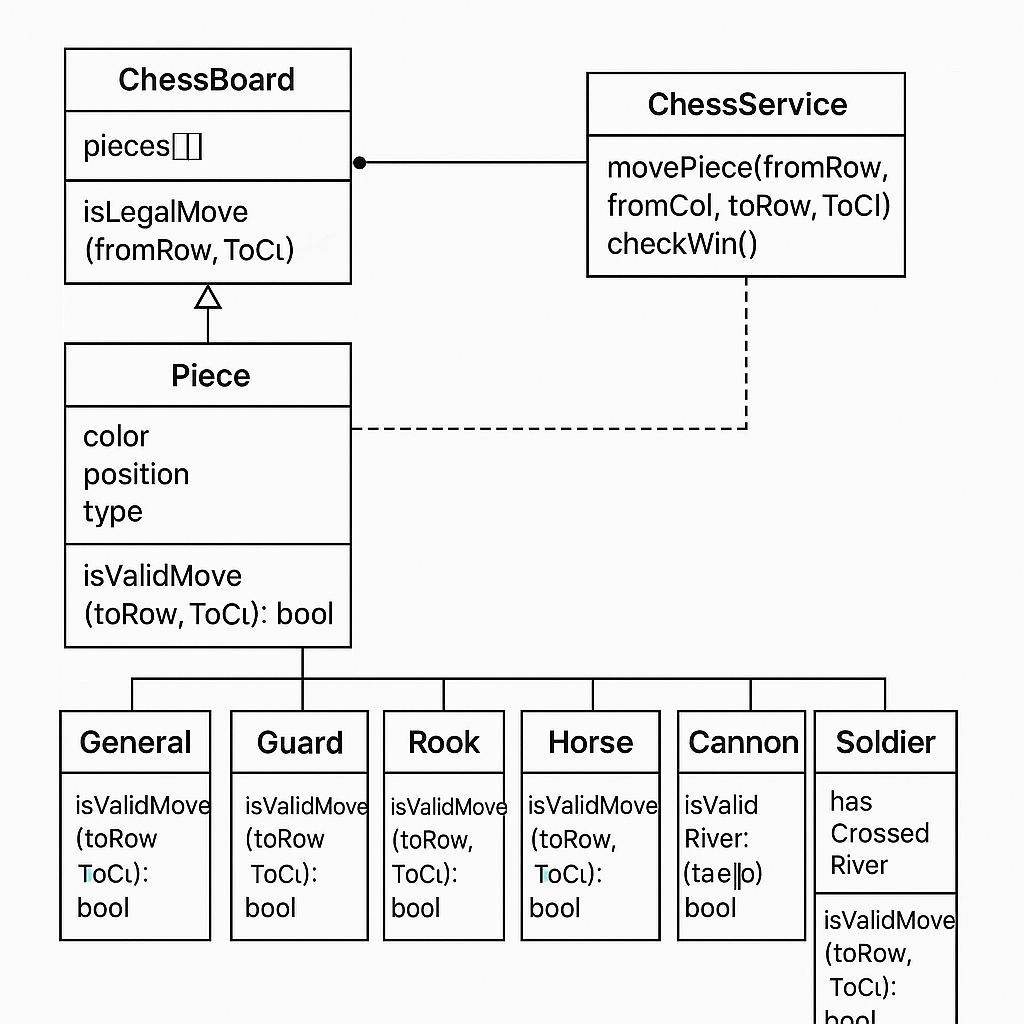 ChessBoard
pieces[][]
isLegalMove
(fromRow, ToCι)
ChessService
movePiece(fromRow,
fromCol, toRow, ToCl)
checkWin()
Piece
color
position
type
isValidMove
(toRow, ToCι): bool
General
isValidMove
(toRow
ToCι):
bool
Guard
isValidMove
(toRow
ToCι):
bool
Rook
isValidMove
(toRow,
ToCι):
bool
Horse
isValidMove
(toRow,
ToCι):
bool
Cannon
isValid
River:
bool
Soldier
has
Crossed
River
isValidMove
(toRow,
ToCι):
bool